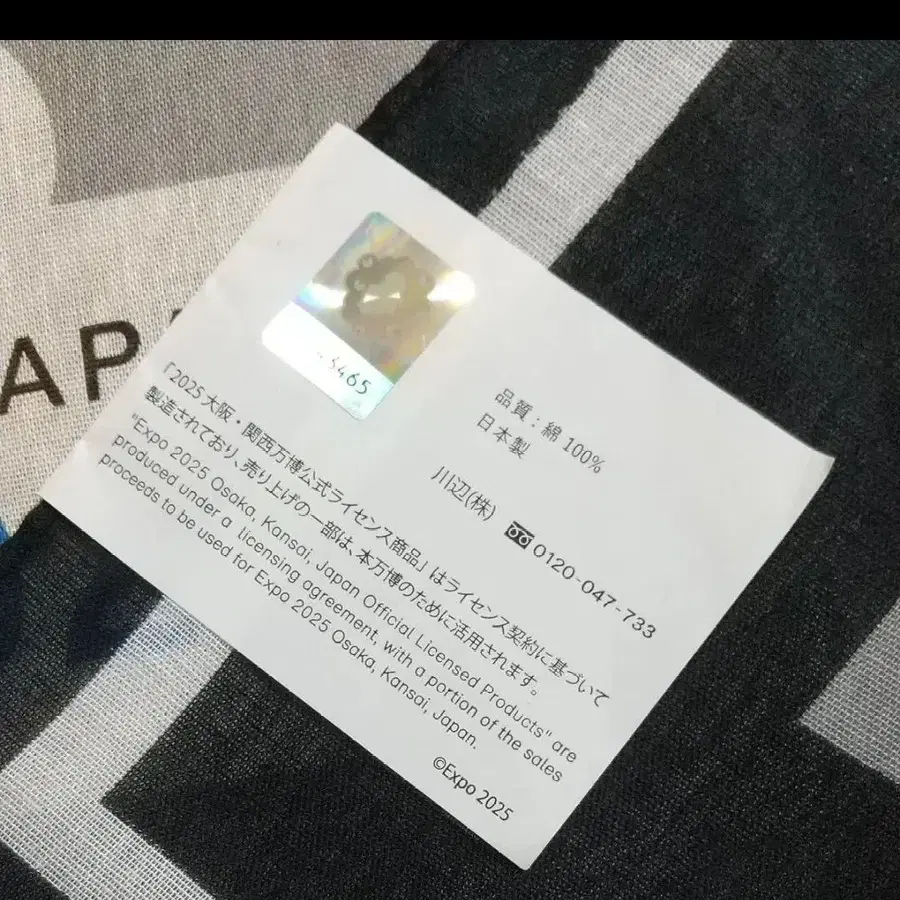 APA
3465
品質：綿 100%
日本製
川辺(株)
0120-047-733
「2025 大阪・関西万博公式ライセンス商品」はライセンス契約に基づいて
製造されており、売り上げの一部は、本万博のために活用されます。
"Expo 2025 Osaka, Kansai, Japan Official Licensed Products" are
produced under a licensing agreement, with a portion of the sales
proceeds to be used for Expo 2025 Osaka, Kansai, Japan.
©Expo 2025